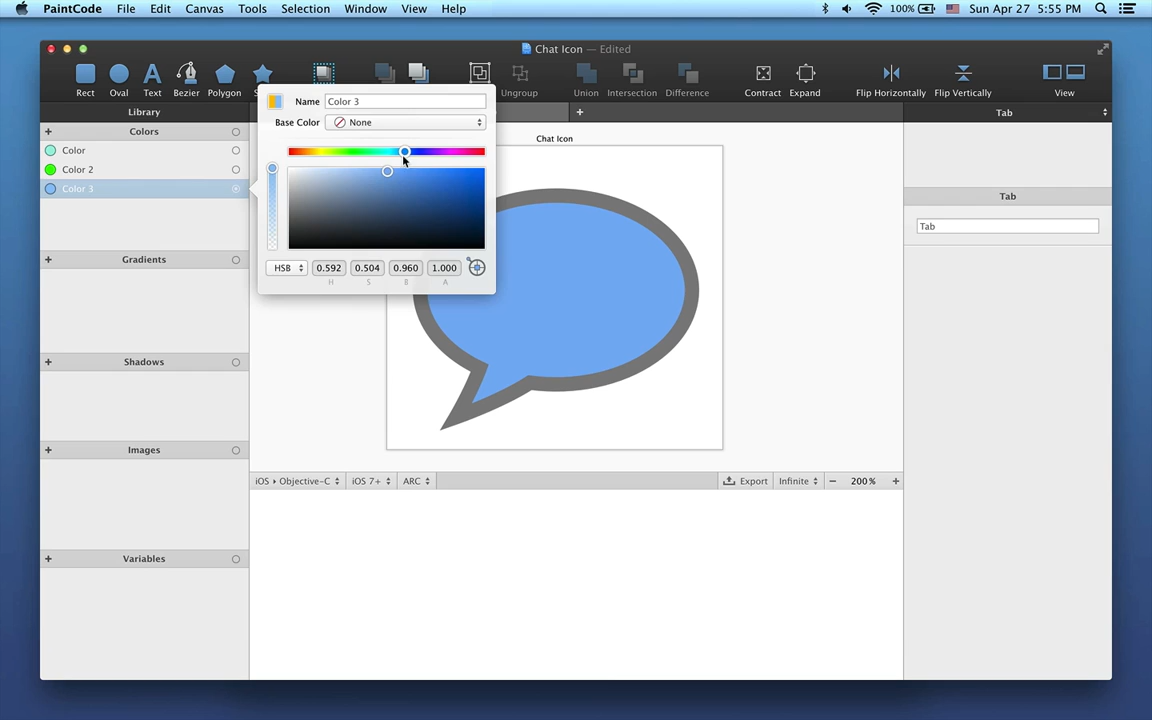 PaintCode File Edit Canvas Tools Selection Window View Help 100% Sun Apr 27 5:55 PM
Chat Icon — Edited
Rect Oval Text Bezier Polygon Ungroup Union Intersection Difference Contract Expand Flip Horizontally Flip Vertically View
Library + Tab
+ Colors
Color
Color 2
Color 3
+ Gradients
+ Shadows
+ Images
+ Variables
Name Color 3
Base Color None
HSB 0.592 0.504 0.960 1.000
H S B A
Chat Icon
iOS ▸ Objective-C iOS 7+ ARC Export Infinite − 200% +
Tab
Tab